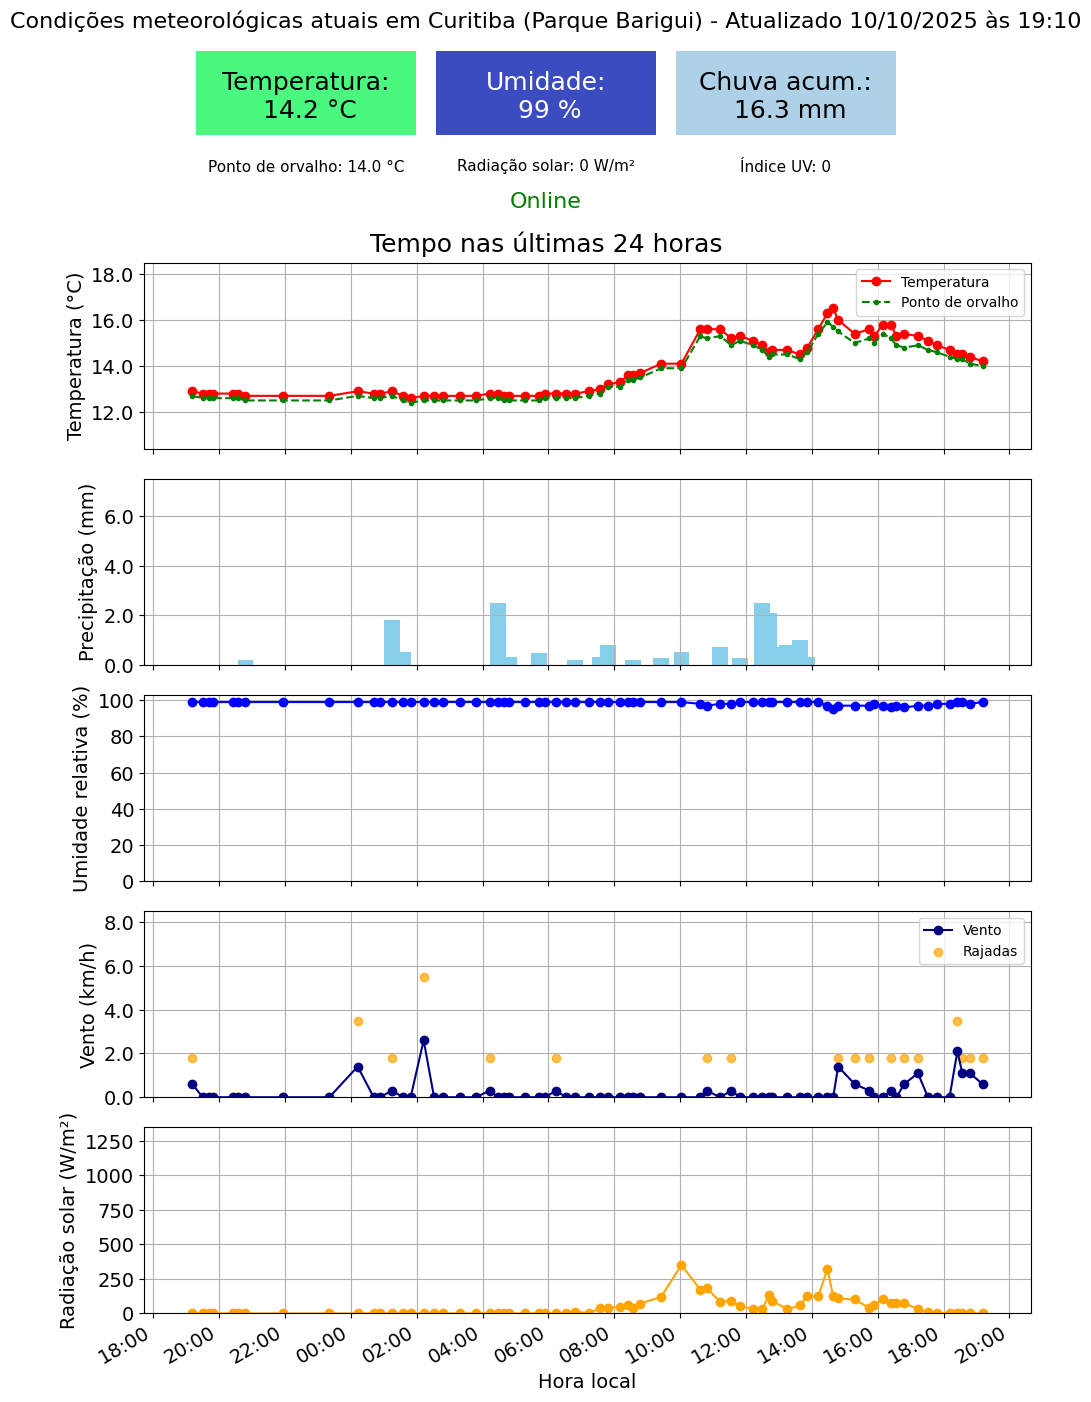 Condições meteorológicas atuais em Curitiba (Parque Barigui) - Atualizado 10/10/2025 às 19:10
Temperatura:
14.2 °C
Umidade:
99 %
Chuva acum.:
16.3 mm
Ponto de orvalho: 14.0 °C
Radiação solar: 0 W/m²
Índice UV: 0
Online
Tempo nas últimas 24 horas
Temperatura (°C)
18.0
16.0
14.0
12.0
Temperatura
Ponto de orvalho
Precipitação (mm)
6.0
4.0
2.0
0.0
Umidade relativa (%)
100
80
60
40
20
0
Vento (km/h)
8.0
6.0
4.0
2.0
0.0
Vento
Rajadas
Radiação solar (W/m²)
1250
1000
750
500
250
0
18:00
20:00
22:00
00:00
02:00
04:00
06:00
08:00
10:00
12:00
14:00
16:00
18:00
20:00
Hora local